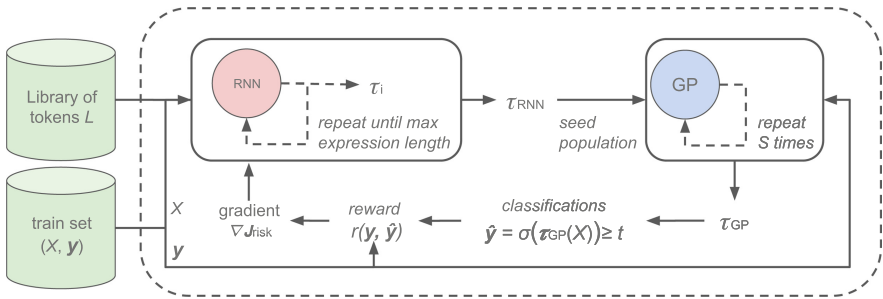 Library of
tokens L
train set
(X, y)
RNN
τi
repeat until max
expression length
τRNN
seed
population
GP
repeat
S times
X
y
gradient
∇Jrisk
reward
r(y, ŷ)
classifications
ŷ = σ(τGP(X)) ≥ t
τGP